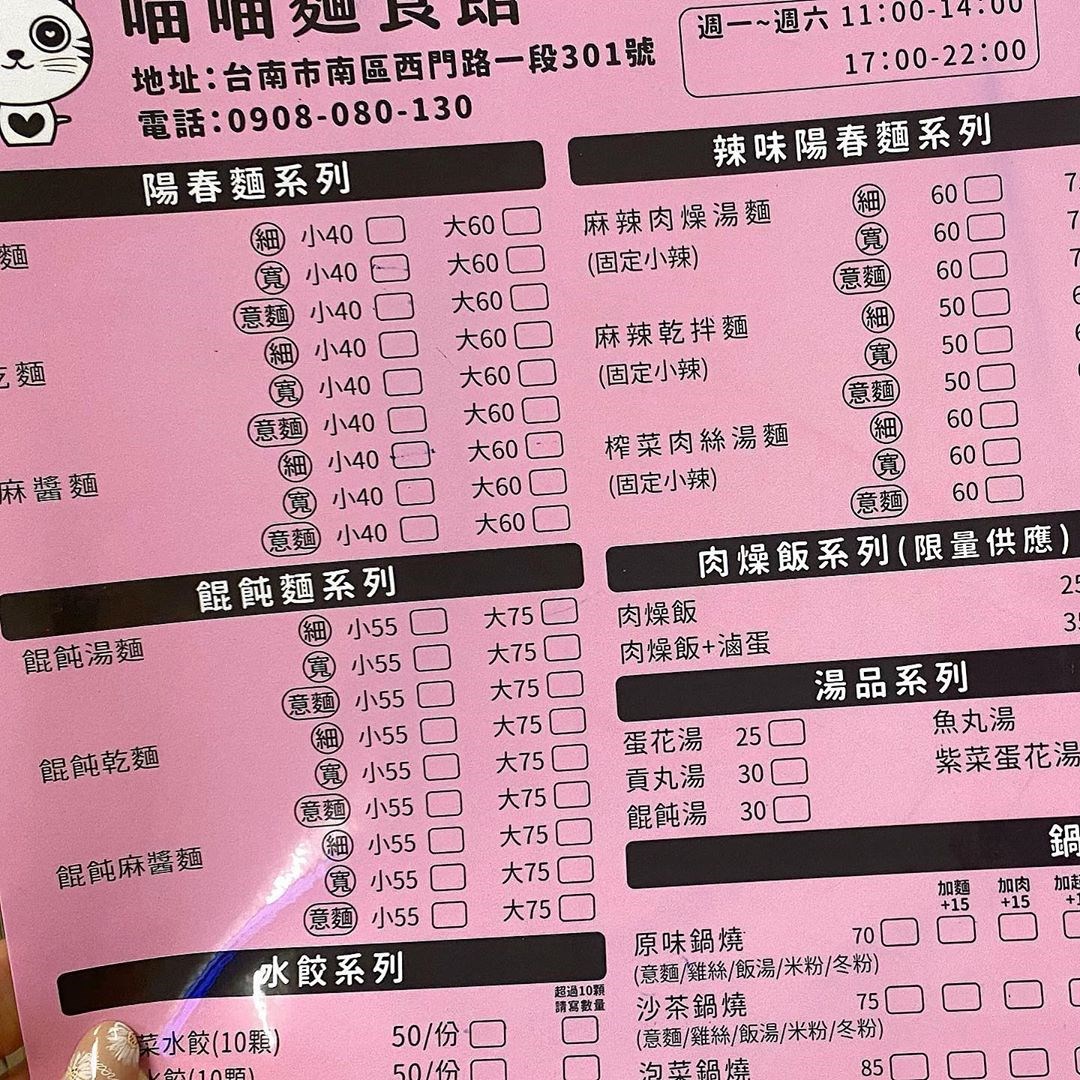 喵喵麵食館
地址：台南市南區西門路一段301號
電話：0908-080-130
週一~週六 11:00-14:00
17:00-22:00
陽春麵系列
麵
細 小40 大60
寬 小40 大60
意麵 小40 大60
乾麵
細 小40 大60
寬 小40 大60
意麵 小40 大60
麻醬麵
細 小40 大60
寬 小40 大60
意麵 小40 大60
餛飩麵系列
餛飩湯麵
細 小55 大75
寬 小55 大75
意麵 小55 大75
餛飩乾麵
細 小55 大75
寬 小55 大75
意麵 小55 大75
餛飩麻醬麵
細 小55 大75
寬 小55 大75
意麵 小55 大75
水餃系列
超過10顆
請寫數量
菜水餃(10顆) 50/份
水餃(10顆) 50/份
辣味陽春麵系列
麻辣肉燥湯麵
(固定小辣)
細 60
寬 60
意麵 60
麻辣乾拌麵
(固定小辣)
細 50
寬 50
意麵 50
榨菜肉絲湯麵
(固定小辣)
細 60
寬 60
意麵 60
肉燥飯系列(限量供應)
肉燥飯 25
肉燥飯+滷蛋 35
湯品系列
蛋花湯 25 魚丸湯
貢丸湯 30 紫菜蛋花湯
餛飩湯 30
鍋
加麵 加肉
+15 +15
原味鍋燒 70
(意麵/雞絲/飯湯/米粉/冬粉)
沙茶鍋燒 75
(意麵/雞絲/飯湯/米粉/冬粉)
泡菜鍋燒 85